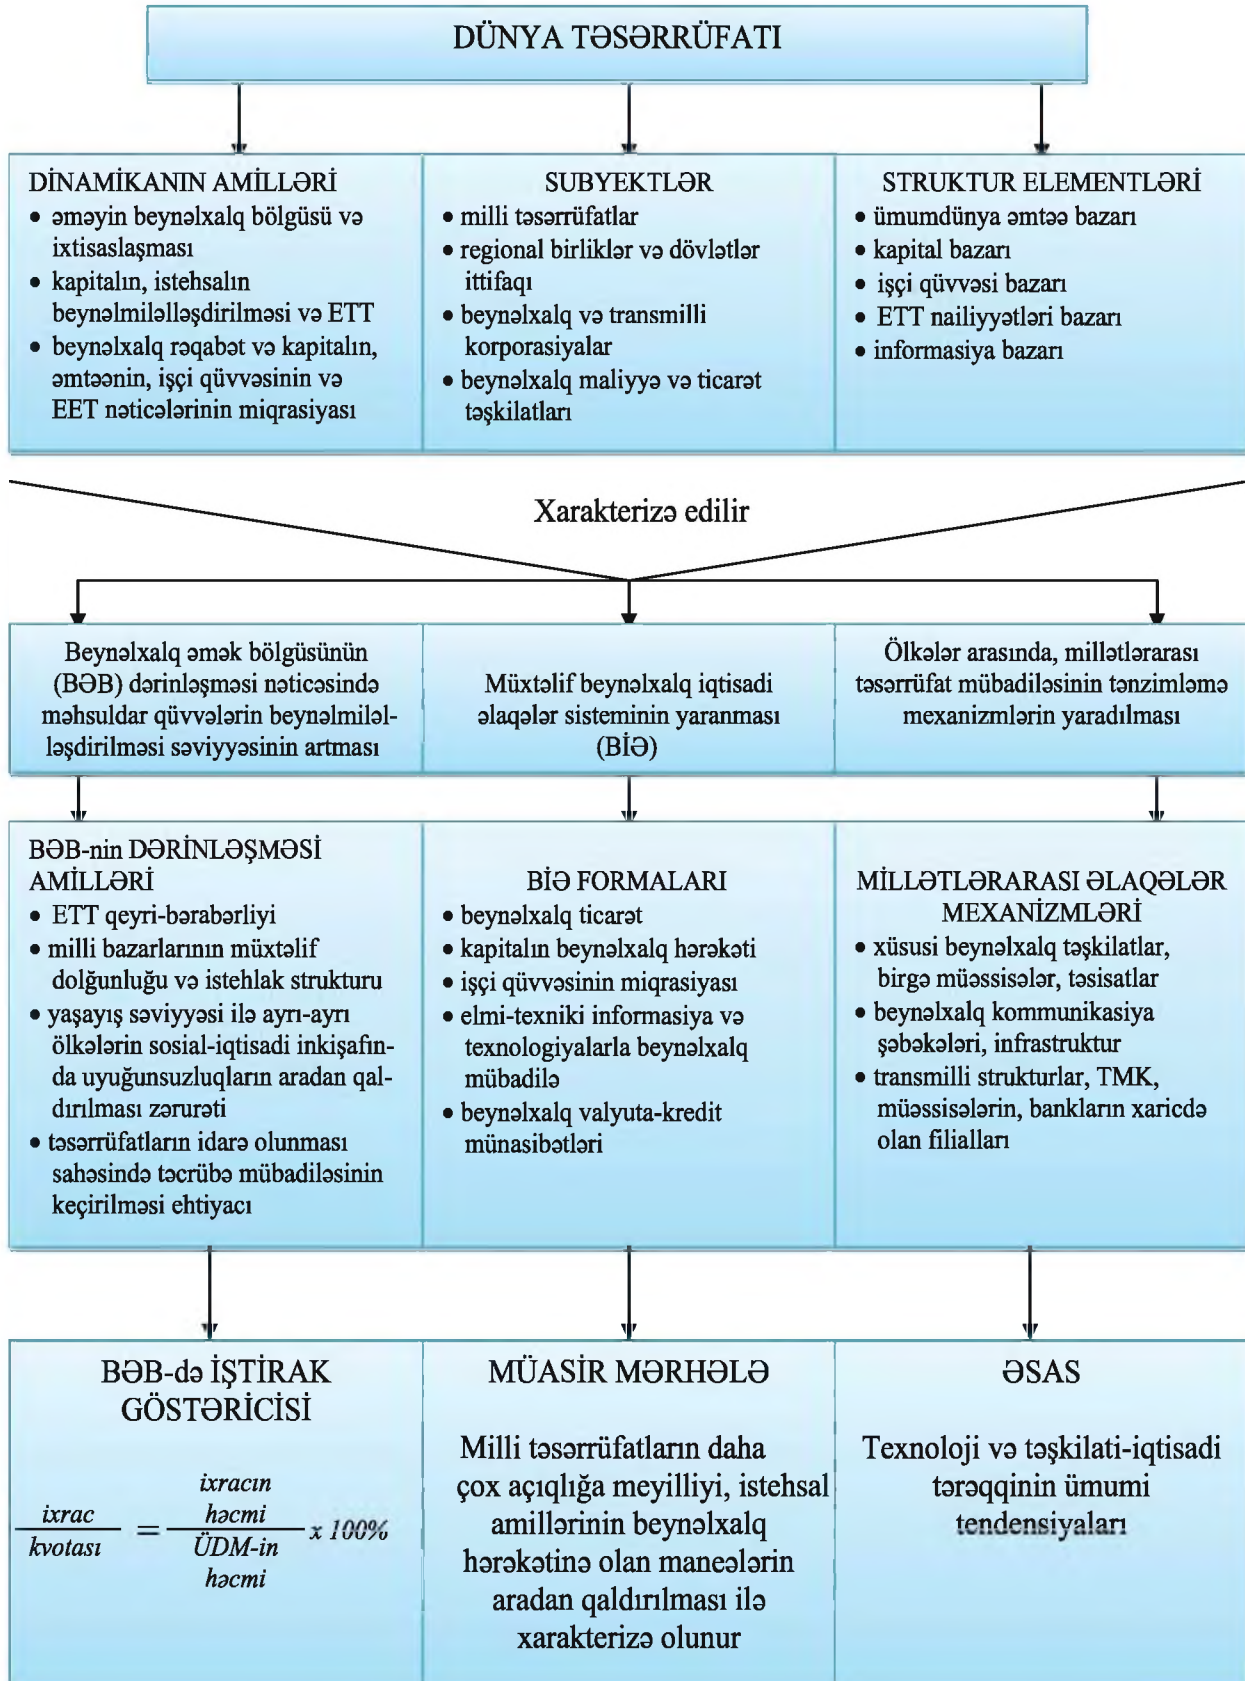 DÜNYA TƏSƏRRÜFATI
DİNAMİKANIN AMİLLƏRİ
• əməyin beynəlxalq bölgüsü və
ixtisaslaşması
• kapitalın, istehsalın
beynəlmiləlləşdirilməsi və ETT
• beynəlxalq rəqabət və kapitalın,
əmtəənin, işçi qüvvəsinin və
EET nəticələrinin miqrasiyası
SUBYEKTLƏR
• milli təsərrüfatlar
• regional birliklər və dövlətlər
ittifaqı
• beynəlxalq və transmilli
korporasiyalar
• beynəlxalq maliyyə və ticarət
təşkilatları
STRUKTUR ELEMENTLƏRİ
• ümumdünya əmtəə bazarı
• kapital bazarı
• işçi qüvvəsi bazarı
• ETT nailiyyətləri bazarı
• informasiya bazarı
Xarakterizə edilir
Beynəlxalq əmək bölgüsünün
(BƏB) dərinləşməsi nəticəsində
məhsuldar qüvvələrin beynəlmiləl-
ləşdirilməsi səviyyəsinin artması
Müxtəlif beynəlxalq iqtisadi
əlaqələr sisteminin yaranması
(BİƏ)
Ölkələr arasında, millətlərarası
təsərrüfat mübadiləsinin tənzimləmə
mexanizmlərin yaradılması
BƏB-nin DƏRİNLƏŞMƏSİ
AMİLLƏRİ
• ETT qeyri-bərabərliyi
• milli bazarlarının müxtəlif
dolğunluğu və istehlak strukturu
• yaşayış səviyyəsi ilə ayrı-ayrı
ölkələrin sosial-iqtisadi inkişafın-
da uyuğunsuzluqların aradan qal-
dırılması zərurəti
• təsərrüfatların idarə olunması
sahəsində təcrübə mübadiləsinin
keçirilməsi ehtiyacı
BİƏ FORMALARI
• beynəlxalq ticarət
• kapitalın beynəlxalq hərəkəti
• işçi qüvvəsinin miqrasiyası
• elmi-texniki informasiya və
texnologiyalarla beynəlxalq
mübadilə
• beynəlxalq valyuta-kredit
münasibətləri
MİLLƏTLƏRARASI ƏLAQƏLƏR
MEXANİZMLƏRİ
• xüsusi beynəlxalq təşkilatlar,
birgə müəssisələr, təsisatlar
• beynəlxalq kommunikasiya
şəbəkələri, infrastruktur
• transmilli strukturlar, TMK,
müəssisələrin, bankların xaricdə
olan filialları
BƏB-də İŞTİRAK
GÖSTƏRİCİSİ
ixrac
kvotası
=
ixracın
həcmi
ÜDM-in
həcmi
x 100%
MÜASİR MƏRHƏLƏ
Milli təsərrüfatların daha
çox açıqlığa meyilliyi, istehsal
amillərinin beynəlxalq
hərəkətinə olan maneələrin
aradan qaldırılması ilə
xarakterizə olunur
ƏSAS
Texnoloji və təşkilati-iqtisadi
tərəqqinin ümumi
tendensiyaları